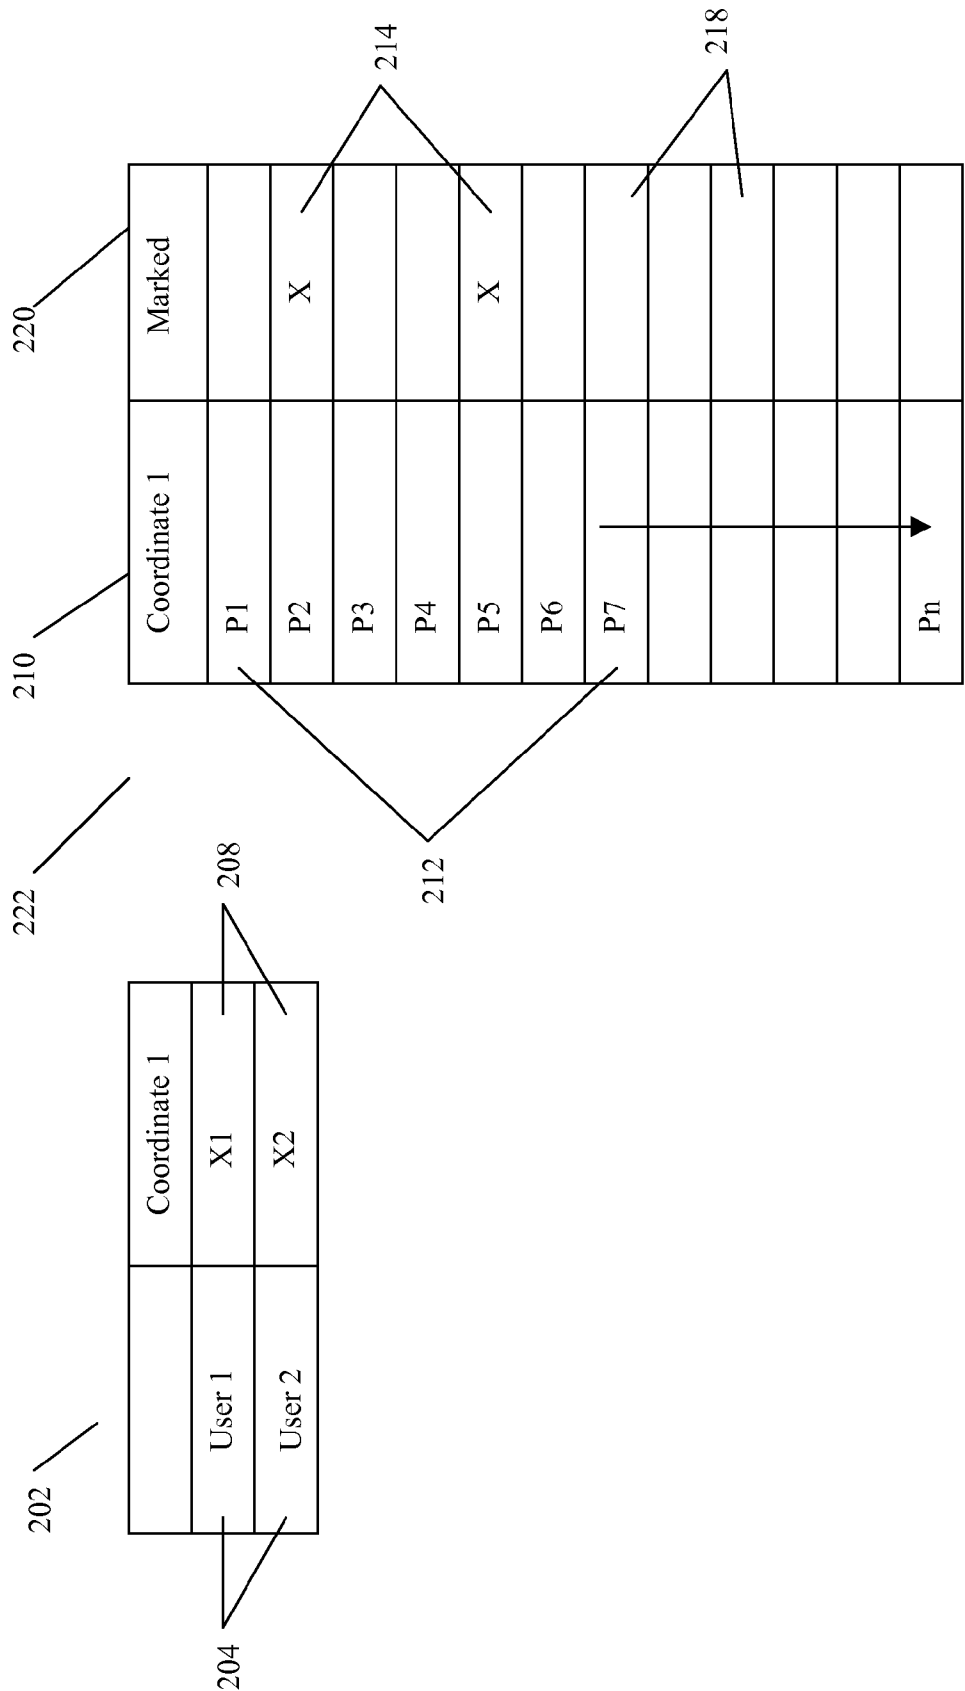 202
222
210
220
Coordinate 1
User 1 X1
User 2 X2
204
208
Coordinate 1 Marked
P1
P2 X
P3
P4
P5 X
P6
P7
Pn
212
214
218